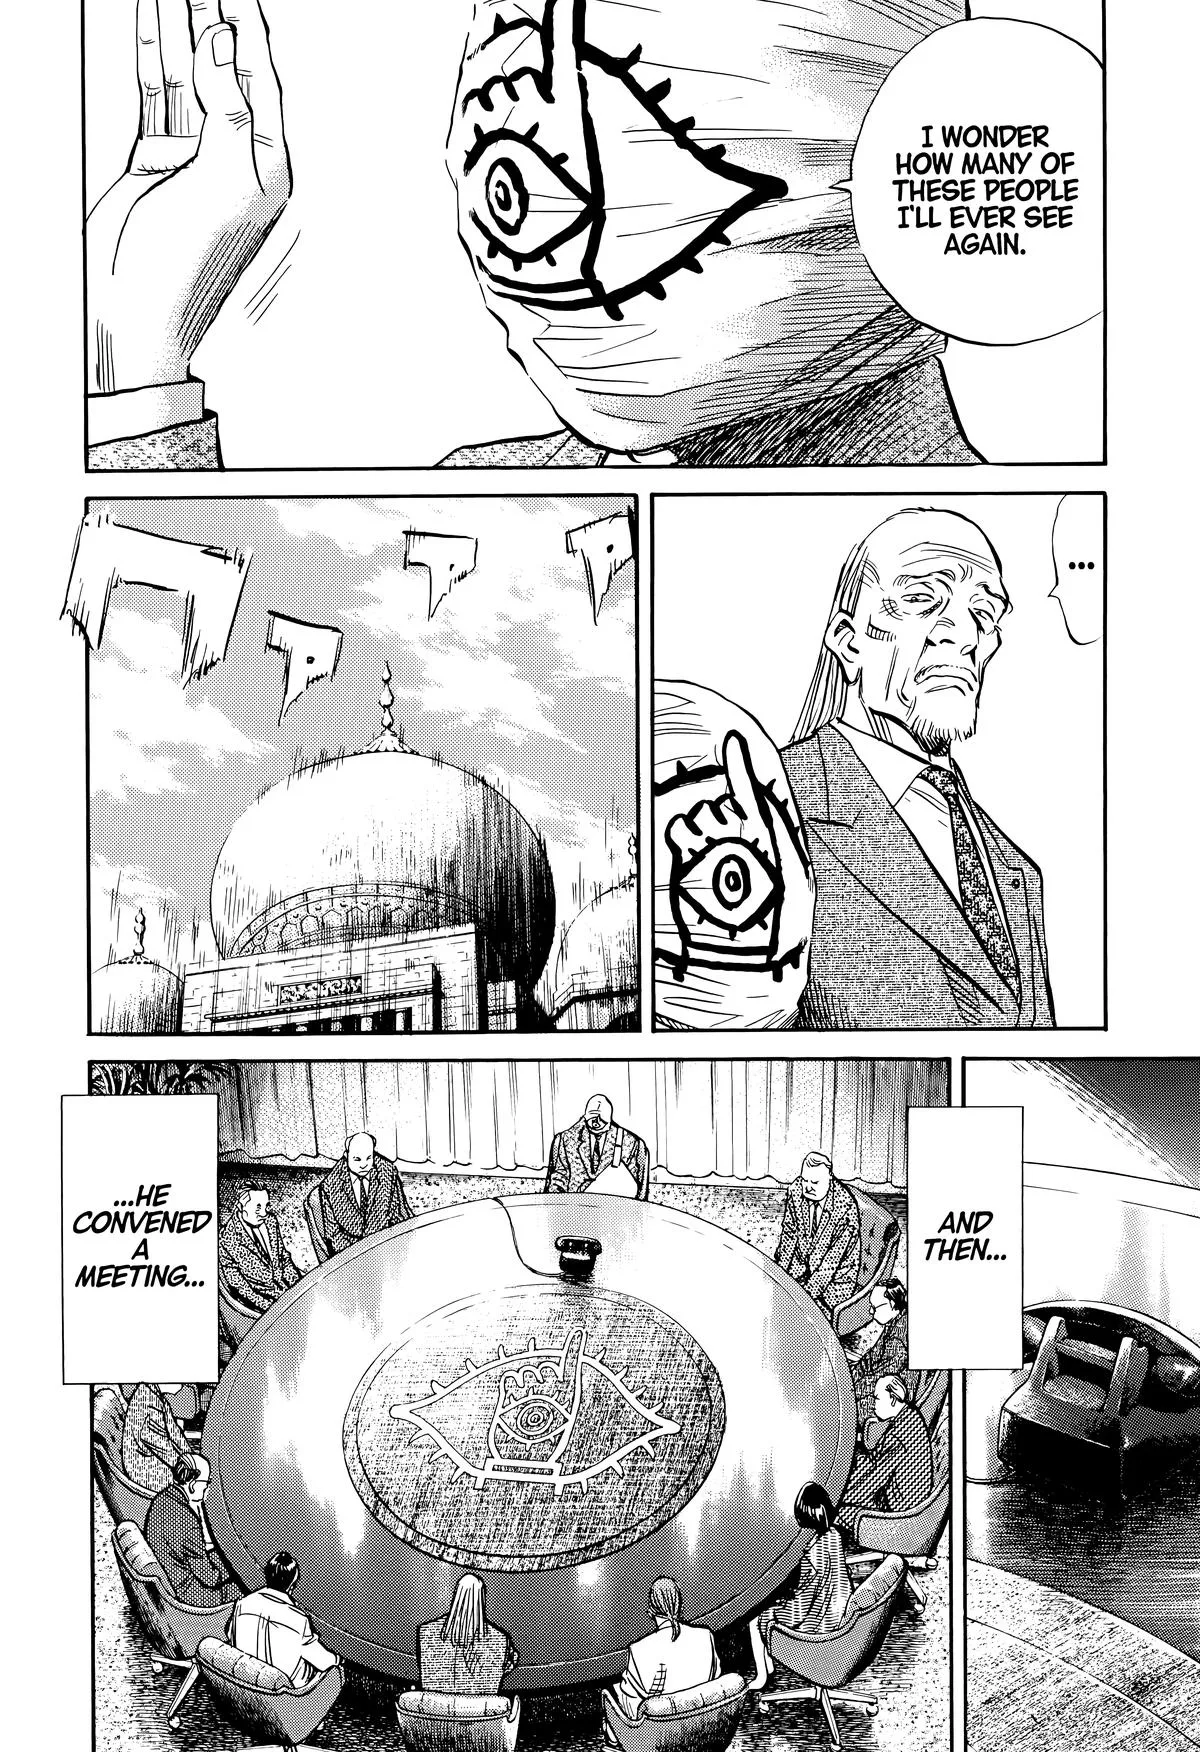 I WONDER
HOW MANY OF
THESE PEOPLE
I'LL EVER SEE
AGAIN.
...
AND
THEN...
...HE
CONVENED
A
MEETING...